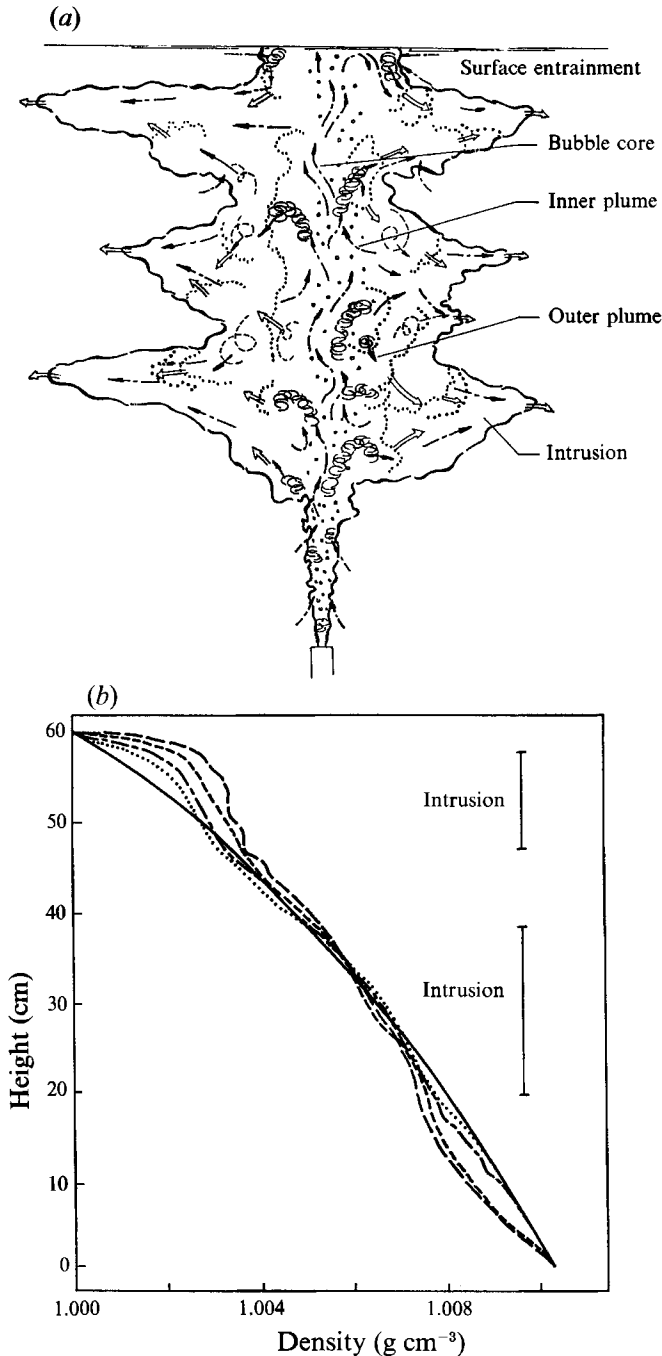 (a)
Surface entrainment
Bubble core
Inner plume
Outer plume
Intrusion
(b)
60
50
40
30
20
10
0
Height (cm)
Intrusion
Intrusion
1.000
1.004
1.008
Density (g cm⁻³)